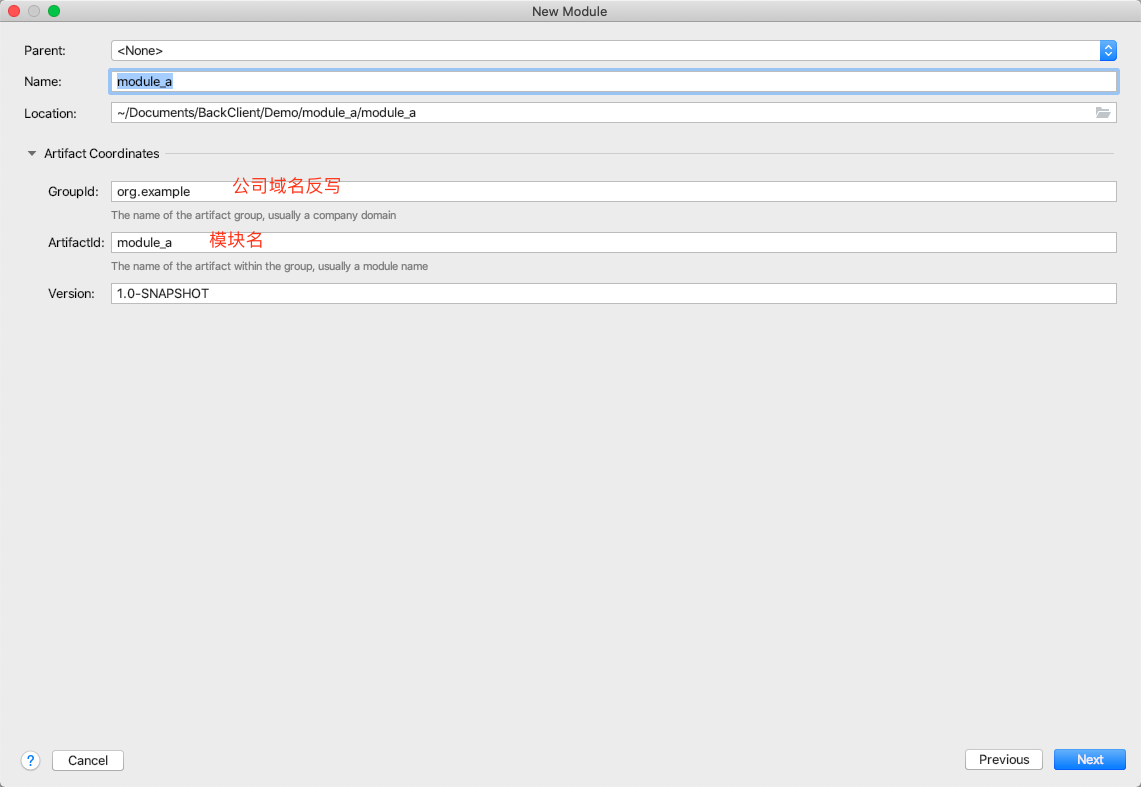 New Module
Parent: <None>
Name: module_a
Location: ~/Documents/BackClient/Demo/module_a/module_a
Artifact Coordinates
GroupId: org.example 公司域名反写
The name of the artifact group, usually a company domain
ArtifactId: module_a 模块名
The name of the artifact within the group, usually a module name
Version: 1.0-SNAPSHOT
? Cancel Previous Next